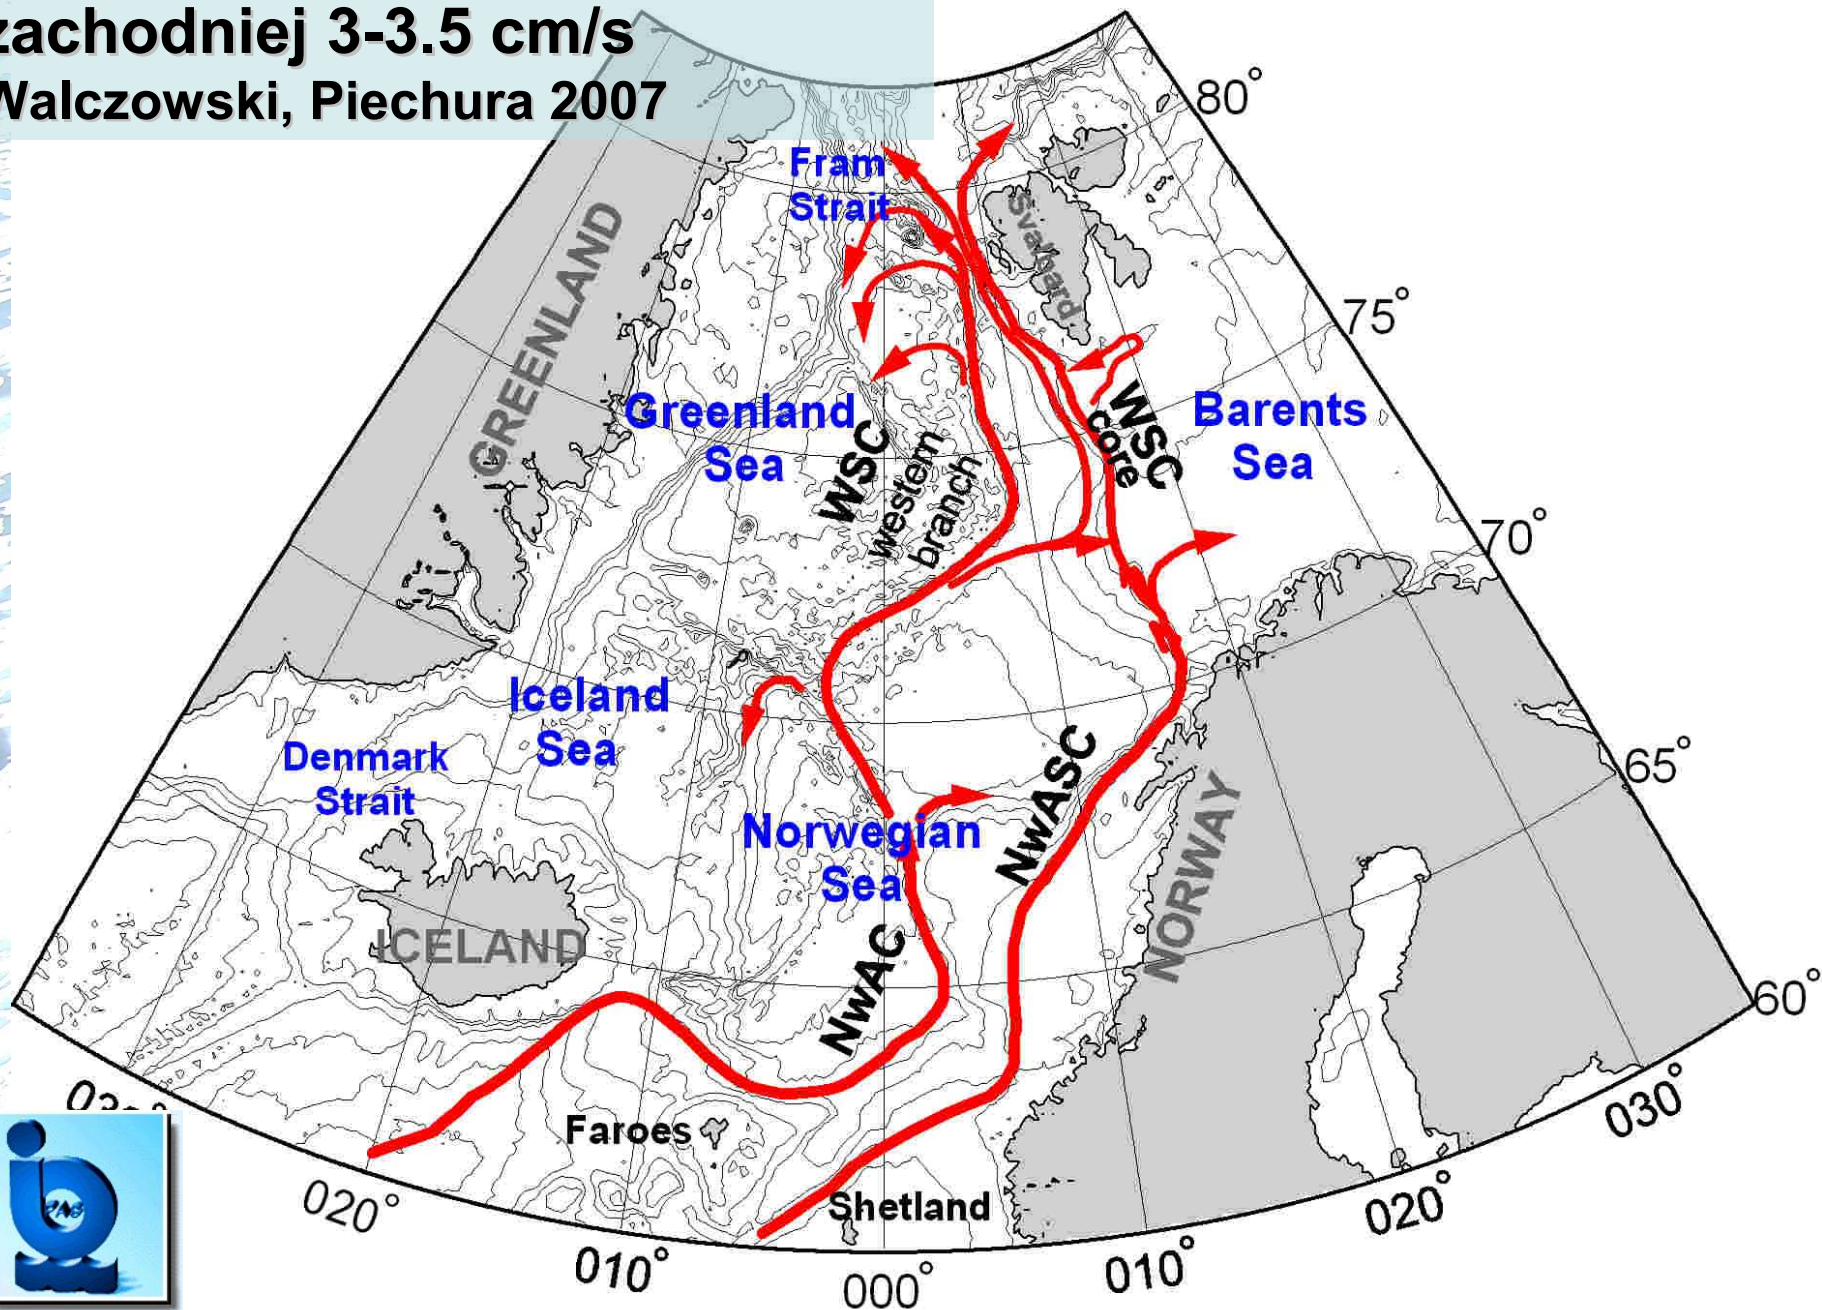 zachodniej 3-3.5 cm/s
Walczowski, Piechura 2007
80°
Fram
Strait
Svalbard
GREENLAND
75°
Greenland
Sea
WSC
western
branch
WSC
core
Barents
Sea
70°
Iceland
Sea
Denmark
Strait
NwASC
65°
Norwegian
Sea
NORWAY
ICELAND
NwAC
60°
030°
Faroes
Shetland
020°
010°
000°
010°
020°
030°